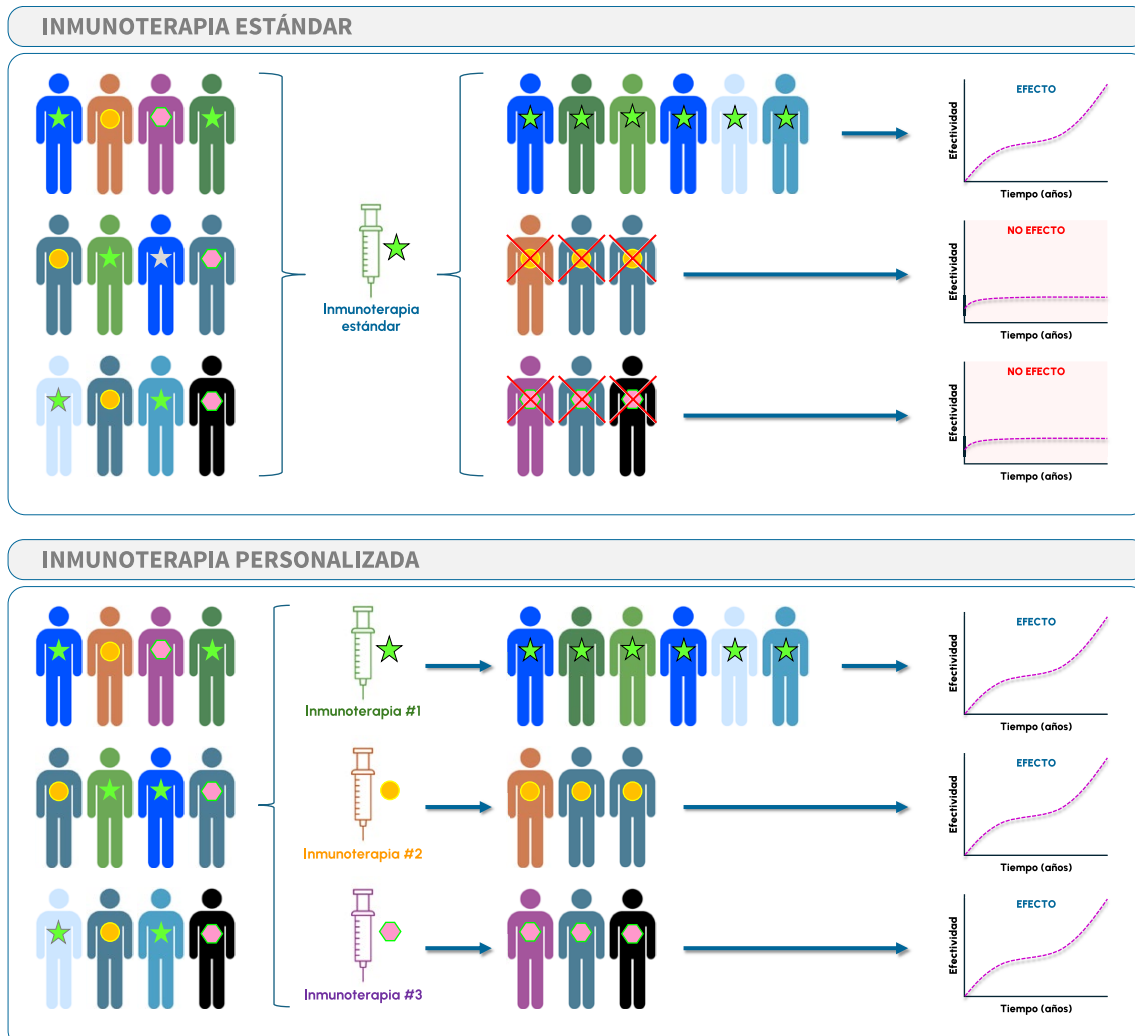 INMUNOTERAPIA ESTÁNDAR
Inmunoterapia
estándar
EFECTO
Efectividad
Tiempo (años)
NO EFECTO
Efectividad
Tiempo (años)
NO EFECTO
Efectividad
Tiempo (años)
INMUNOTERAPIA PERSONALIZADA
Inmunoterapia #1
EFECTO
Efectividad
Tiempo (años)
Inmunoterapia #2
EFECTO
Efectividad
Tiempo (años)
Inmunoterapia #3
EFECTO
Efectividad
Tiempo (años)